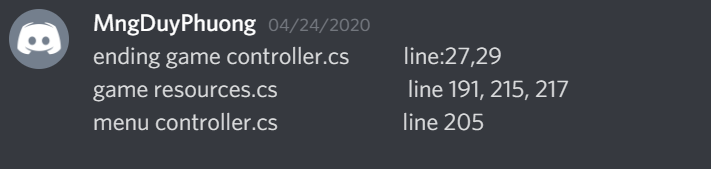 MngDuyPhuong 04/24/2020
ending game controller.cs line:27,29
game resources.cs line 191, 215, 217
menu controller.cs line 205